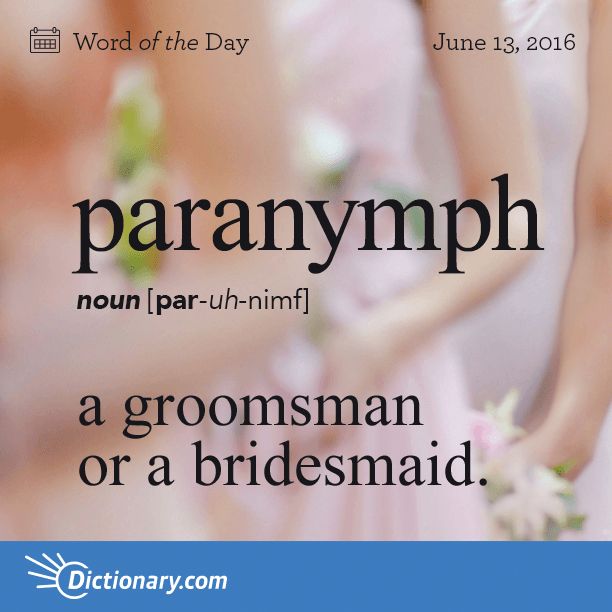 Word of the Day
June 13, 2016
paranymph
noun [par-uh-nimf]
a groomsman
or a bridesmaid.
Dictionary.com